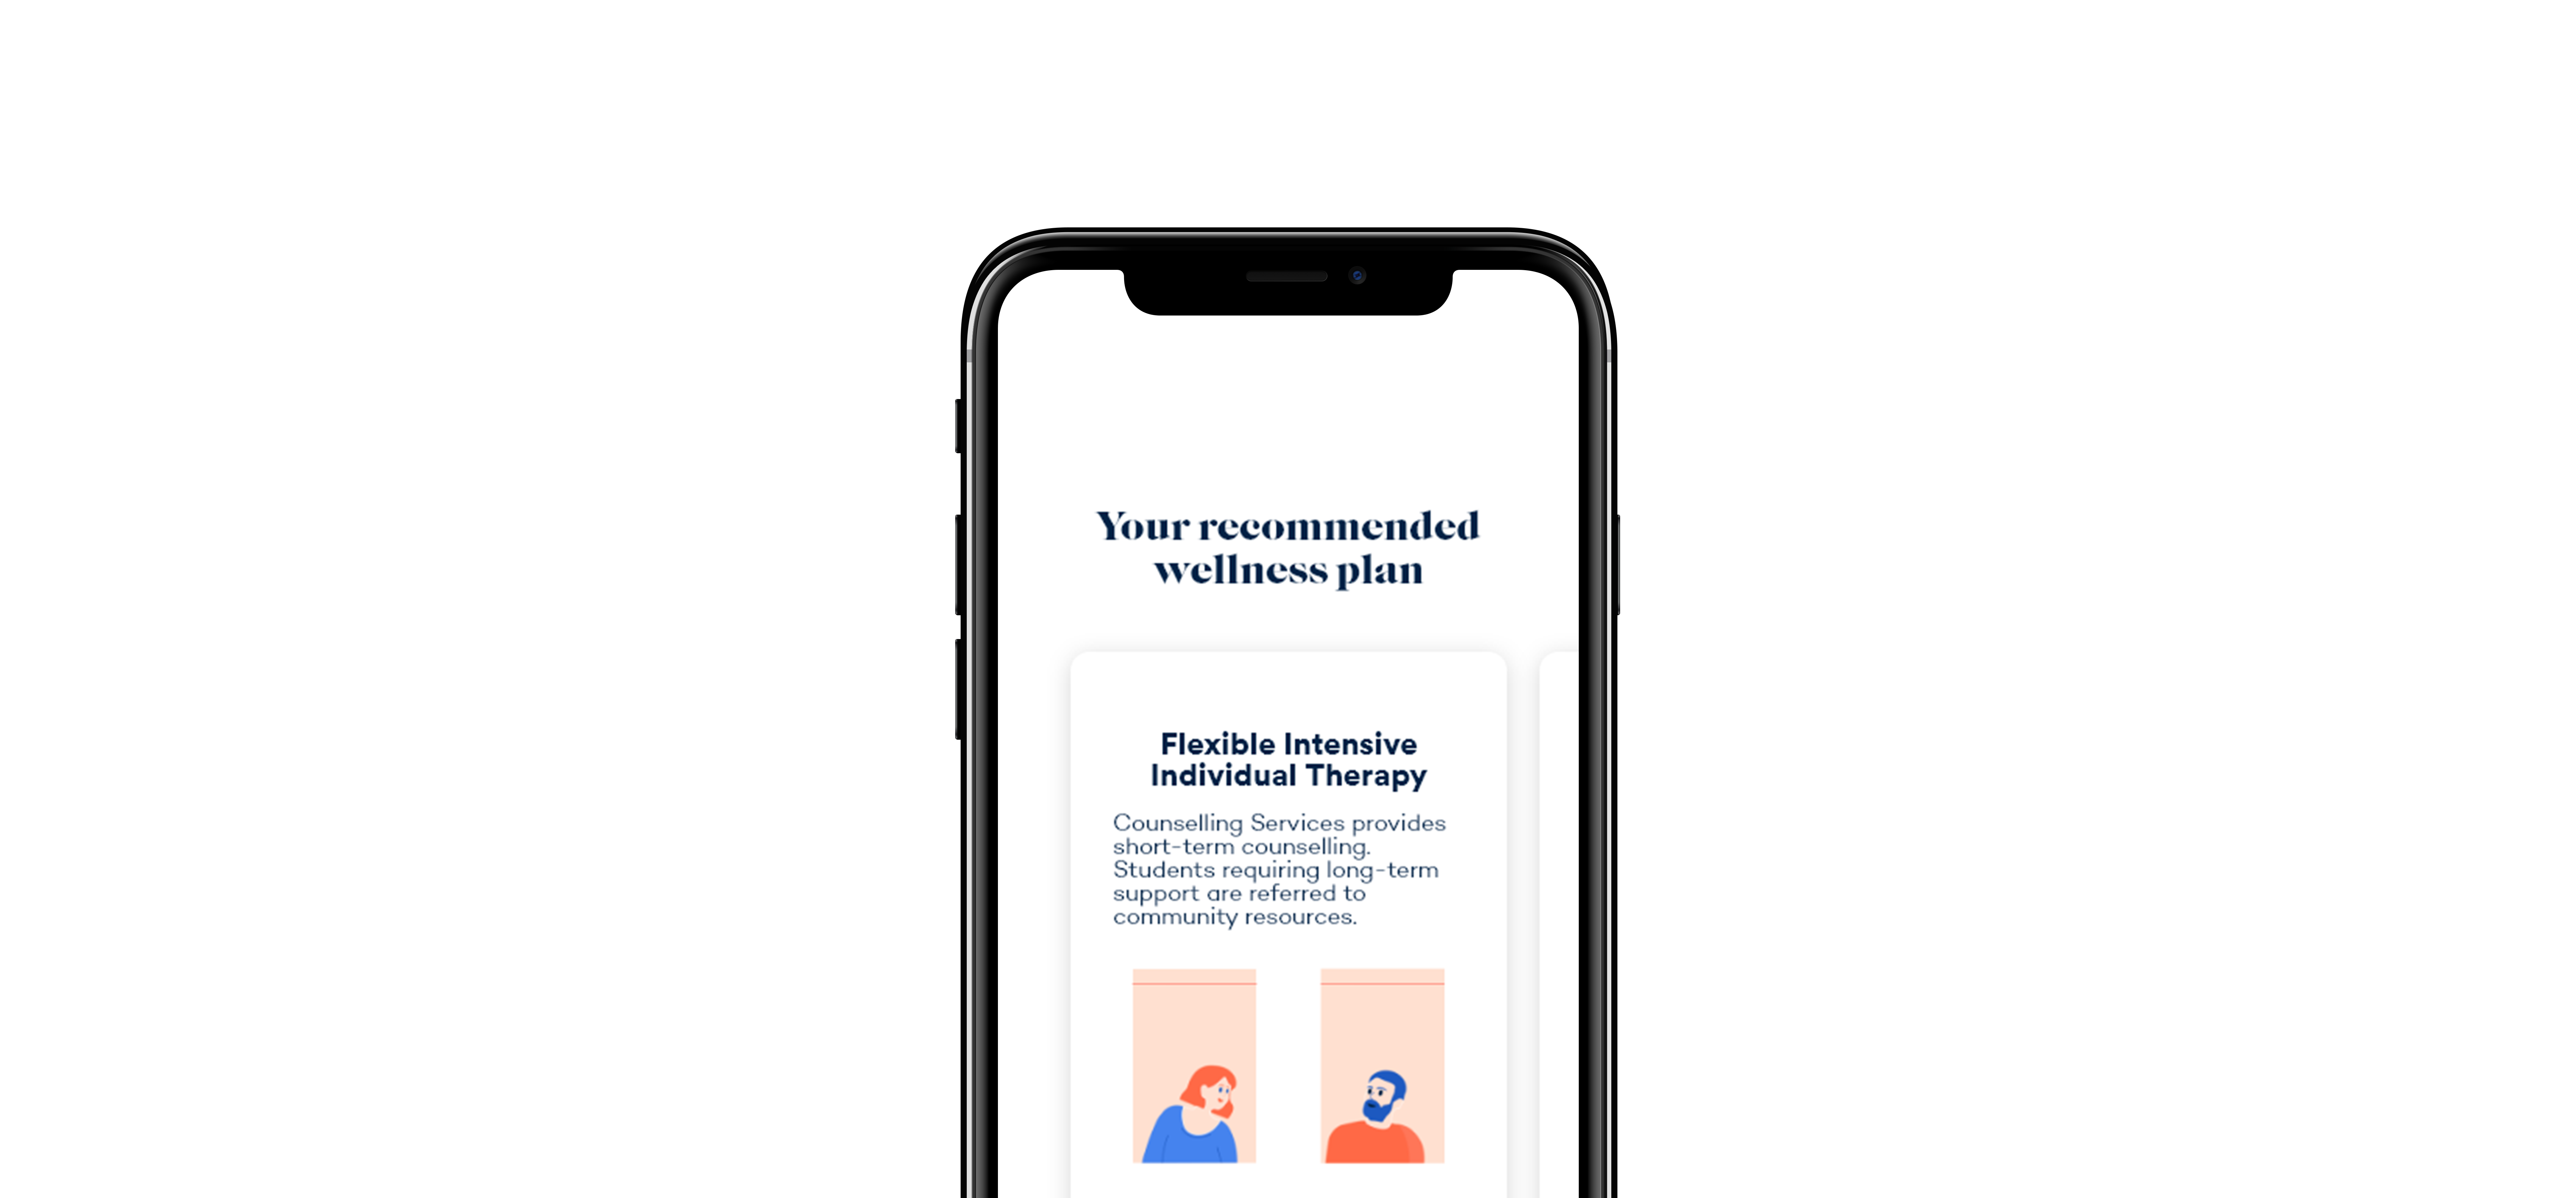 Your recommended
wellness plan
Flexible Intensive
Individual Therapy
Counselling Services provides
short-term counselling.
Students requiring long-term
support are referred to
community resources.